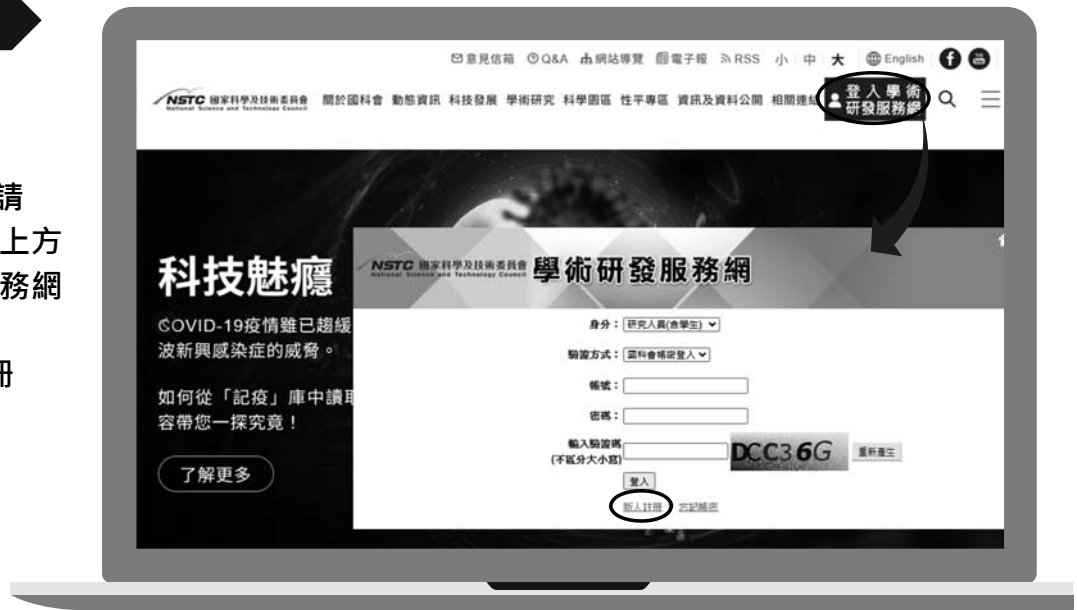 請
上方
務網
冊
意見信箱 Q&A 網站導覽 電子報 RSS 小 中 大 English
NSTC 國家科學及技術委員會
National Science and Technology Council
關於國科會 動態資訊 科技發展 學術研究 科學園區 性平專區 資訊及資料公開 相關連結
登入學術
研發服務網
科技魅癮
COVID-19疫情雖已趨緩
波新興感染症的威脅。
如何從「記疫」庫中讀取
容帶您一探究竟！
了解更多
NSTC 國家科學及技術委員會
National Science and Technology Council
學術研發服務網
身分： 研究人員(含學生)
驗證方式： 國科會帳密登入
帳號：
密碼：
輸入驗證碼
(不區分大小寫)
DCC36G
重新產生
登入
新人註冊 忘記帳密